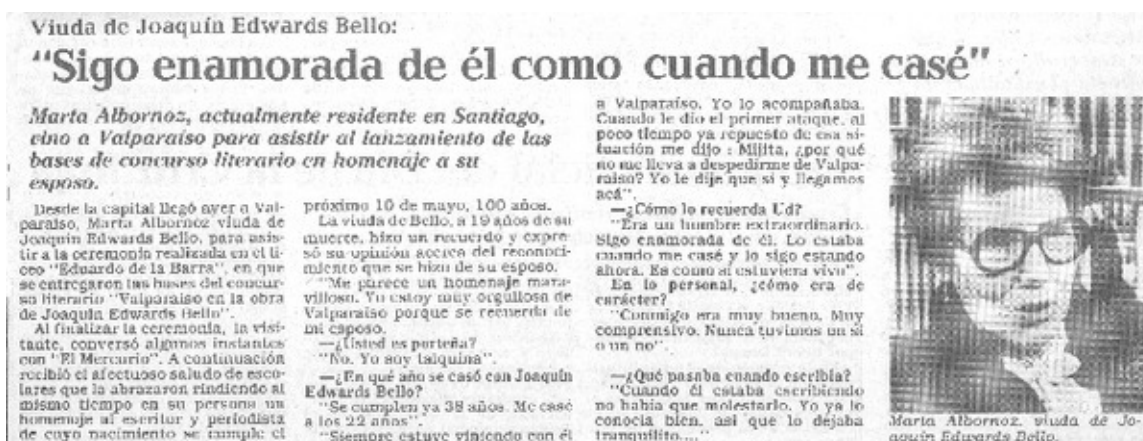 Viuda de Joaquín Edwards Bello:
"Sigo enamorada de él como cuando me casé"
Marta Albornoz, actualmente residente en Santiago,
vino a Valparaíso para asistir al lanzamiento de las
bases de concurso literario en homenaje a su
esposo.
Desde la capital llegó ayer a Val-
paraíso, Marta Albornoz viuda de
Joaquín Edwards Bello, para asis-
tir a la ceremonia realizada en el li-
ceo "Eduardo de la Barra", en que
se entregaron las bases del concur-
so literario "Valparaíso en la obra
de Joaquín Edwards Bello".
Al finalizar la ceremonia, la visi-
tante, conversó algunos instantes
con "El Mercurio". A continuación
recibió el afectuoso saludo de esco-
lares que la abrazaron rindiendo al
mismo tiempo en su persona un
homenaje al escritor y periodista
de cuyo nacimiento se cumple el
próximo 10 de mayo, 100 años.
La viuda de Bello, a 19 años de su
muerte, hizo un recuerdo y expre-
só su opinión acerca del reconoci-
miento que se hizo de su esposo.
"Me parece un homenaje mara-
villoso. Yo estoy muy orgullosa de
Valparaíso porque se recuerda de
mi esposo.
—¿Usted es porteña?
"No. Yo soy talquina".
—¿En qué año se casó con Joaquín
Edwards Bello?
"Se cumplen ya 38 años. Me casé
a los 22 años".
"Siempre estuve viniendo con él
a Valparaíso. Yo lo acompañaba.
Cuando le dio el primer ataque, al
poco tiempo ya repuesto de esa si-
tuación me dijo : Mijita, ¿por qué
no me lleva a despedirme de Valpa-
raíso? Yo le dije que sí y llegamos
acá".
—¿Cómo lo recuerda Ud?
"Era un hombre extraordinario.
Sigo enamorada de él. Lo estaba
cuando me casé y lo sigo estando
ahora. Es como si estuviera vivo".
En lo personal, ¿cómo era de
carácter?
"Conmigo era muy bueno. Muy
comprensivo. Nunca tuvimos un sí
o un no".
—¿Qué pasaba cuando escribía?
"Cuando él estaba escribiendo
no había que molestarlo. Yo ya lo
conocía bien, así que lo dejaba
tranquilito...."
Marta Albornoz, viuda de Jo-
aquín Edwards Bello.